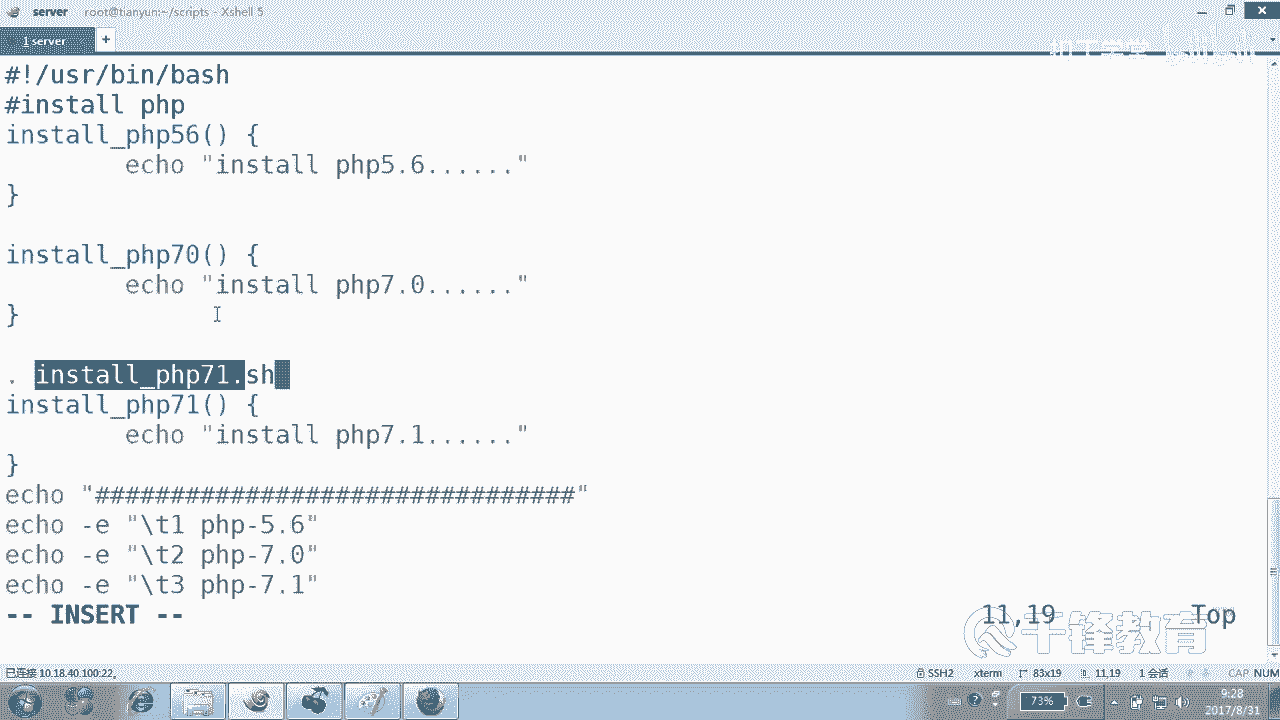 server root@tianyun:~/scripts - Xshell 5
1 server +
#!/usr/bin/bash
#install php
install_php56() {
echo "install php5.6......"
}
install_php70() {
echo "install php7.0......"
}
. install_php71.sh
install_php71() {
echo "install php7.1......"
}
echo "################################"
echo -e "\t1 php-5.6"
echo -e "\t2 php-7.0"
echo -e "\t3 php-7.1"
-- INSERT -- 11,19 Top
千锋教育
已连接 10.18.40.100:22。 SSH2 xterm 83x19 11,19 1 会话 CAP NUM
73% 9:28
2017/8/31